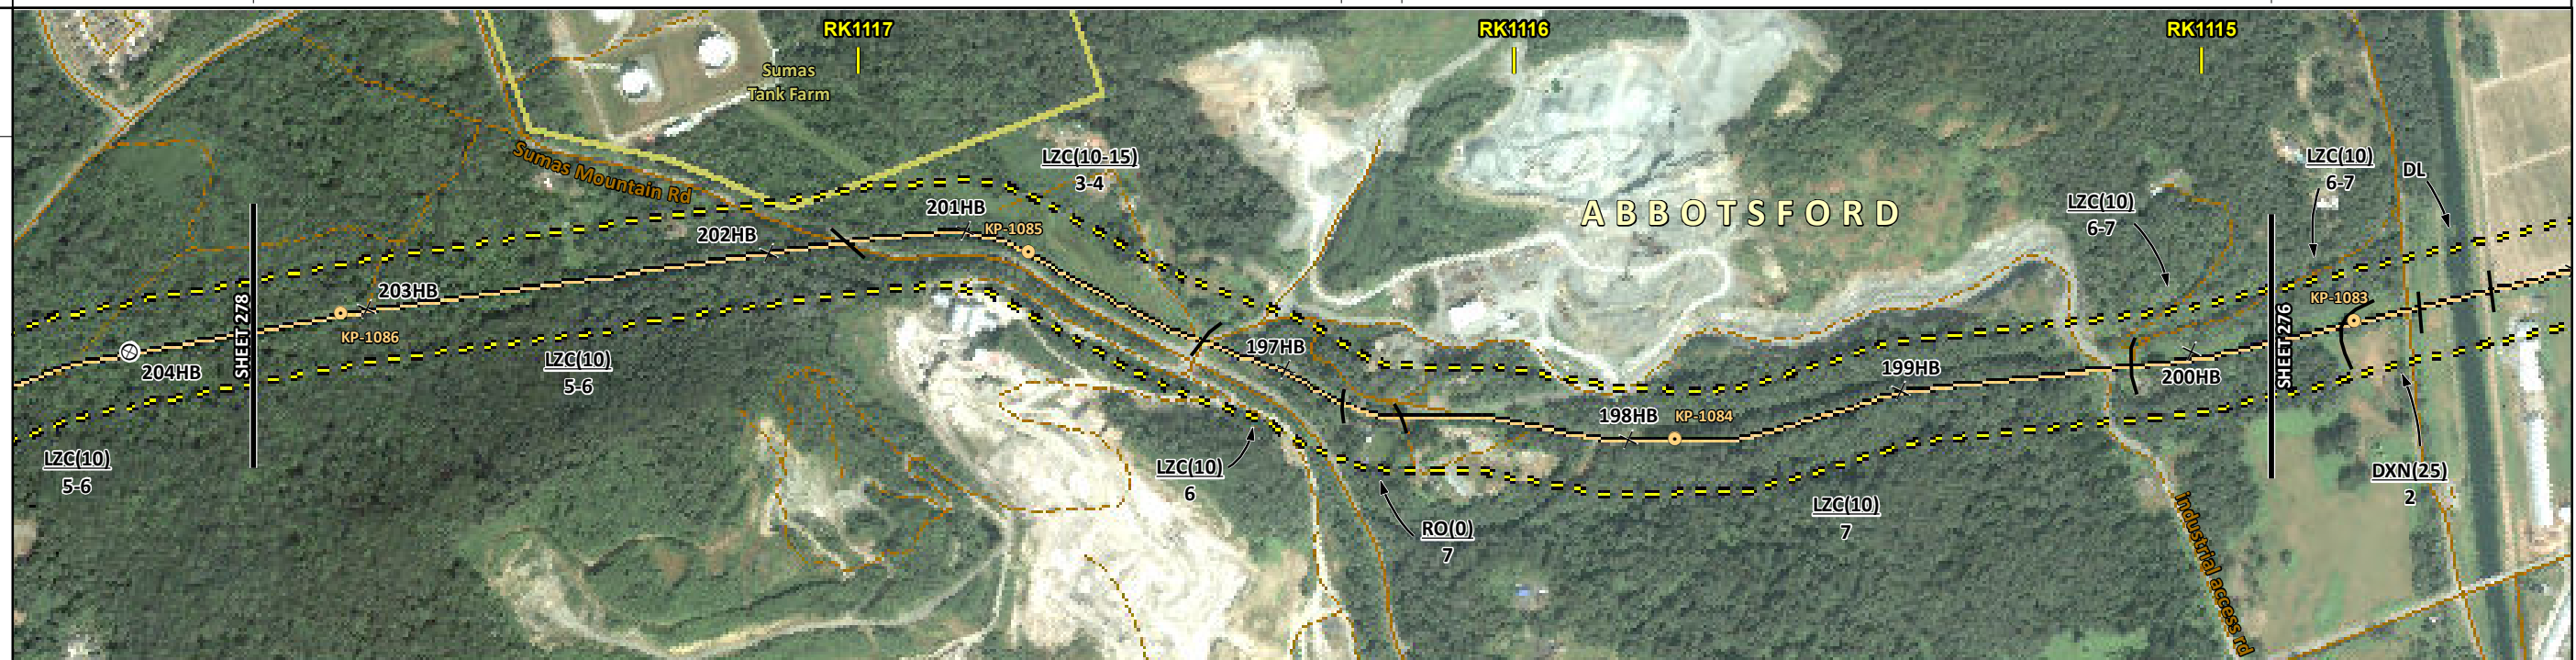 RK1117
RK1116
RK1115
Sumas
Tank Farm
Sumas Mountain Rd
LZC(10-15)
3-4
LZC(10)
6-7
DL
ABBOTSFORD
LZC(10)
6-7
201HB
KP-1085
202HB
203HB
KP-1086
SHEET 278
204HB
LZC(10)
5-6
LZC(10)
5-6
197HB
198HB
KP-1084
199HB
200HB
SHEET 276
KP-1083
LZC(10)
6
RO(0)
7
LZC(10)
7
DXN(25)
2
industrial access rd